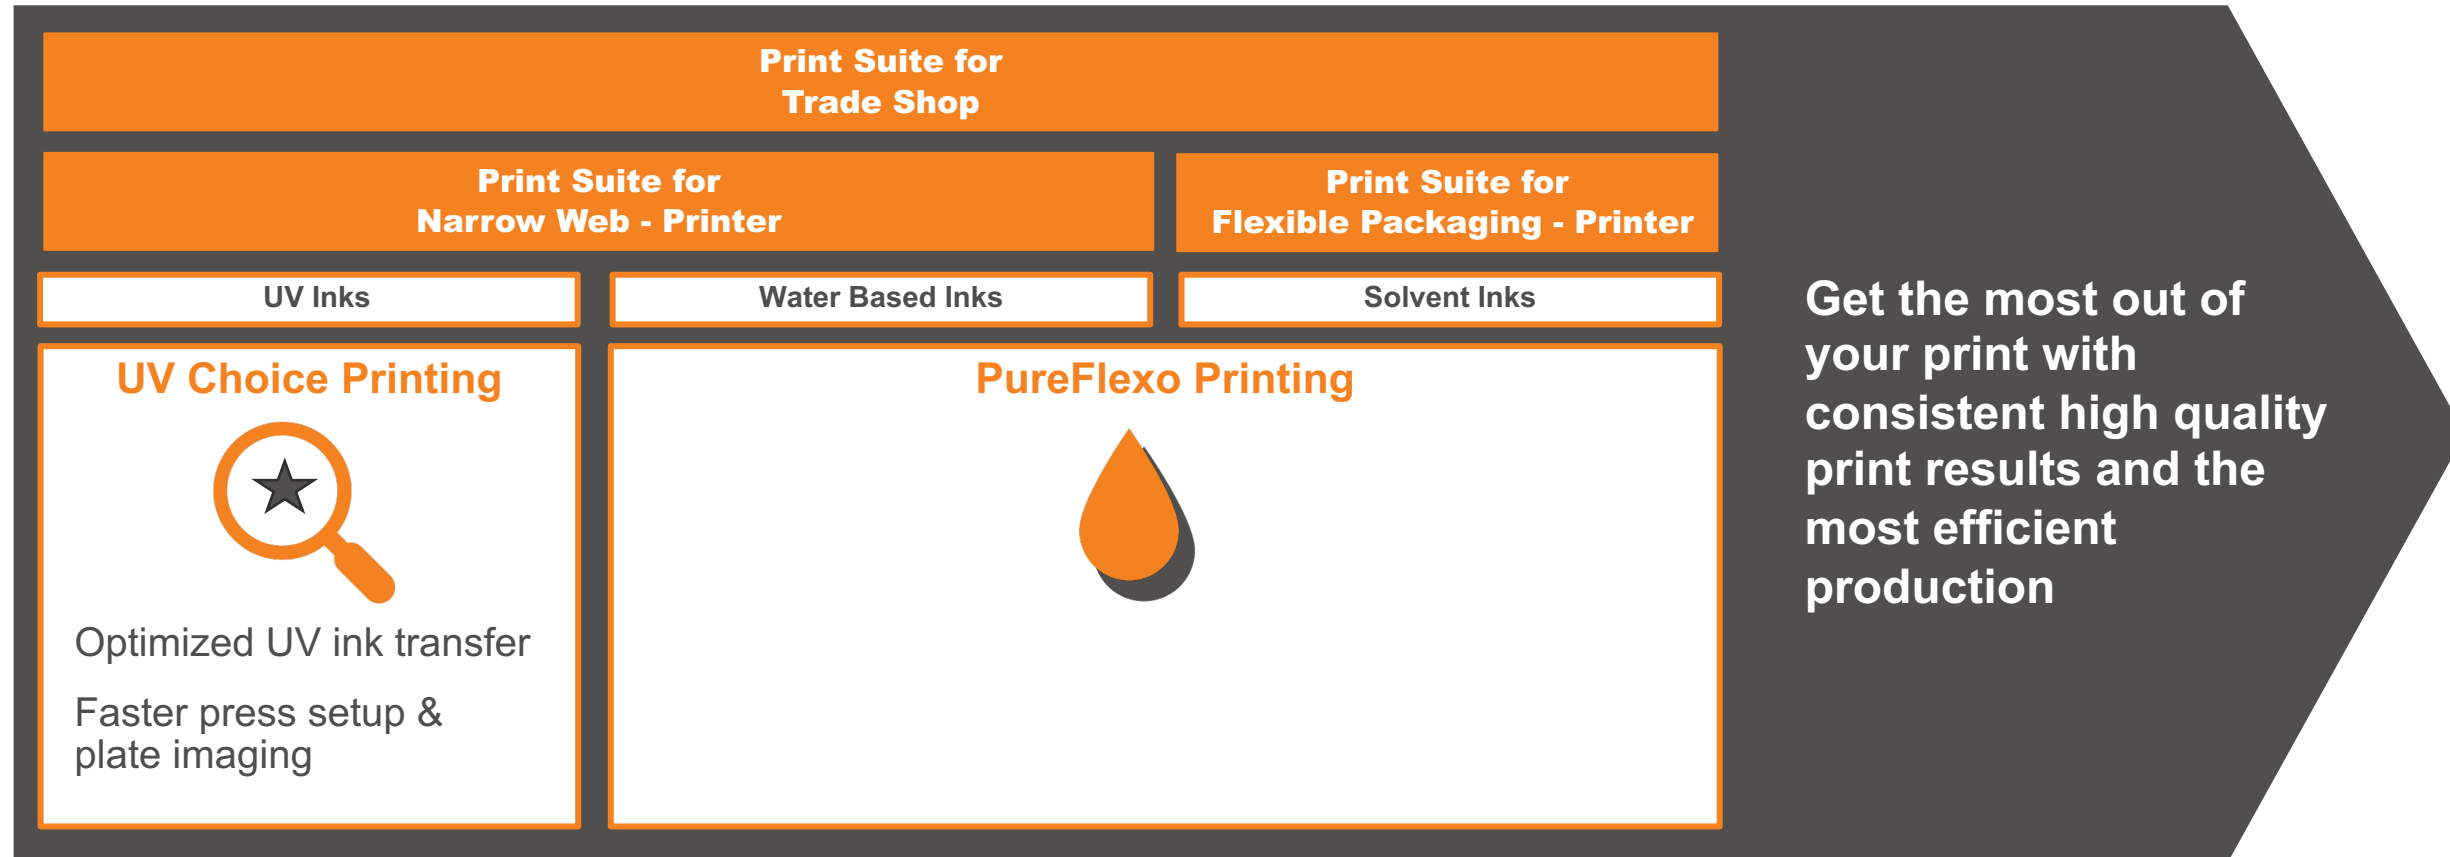 Print Suite for
Trade Shop
Print Suite for
Narrow Web - Printer
Print Suite for
Flexible Packaging - Printer
UV Inks
Water Based Inks
Solvent Inks
UV Choice Printing
Optimized UV ink transfer
Faster press setup &
plate imaging
PureFlexo Printing
Get the most out of
your print with
consistent high quality
print results and the
most efficient
production